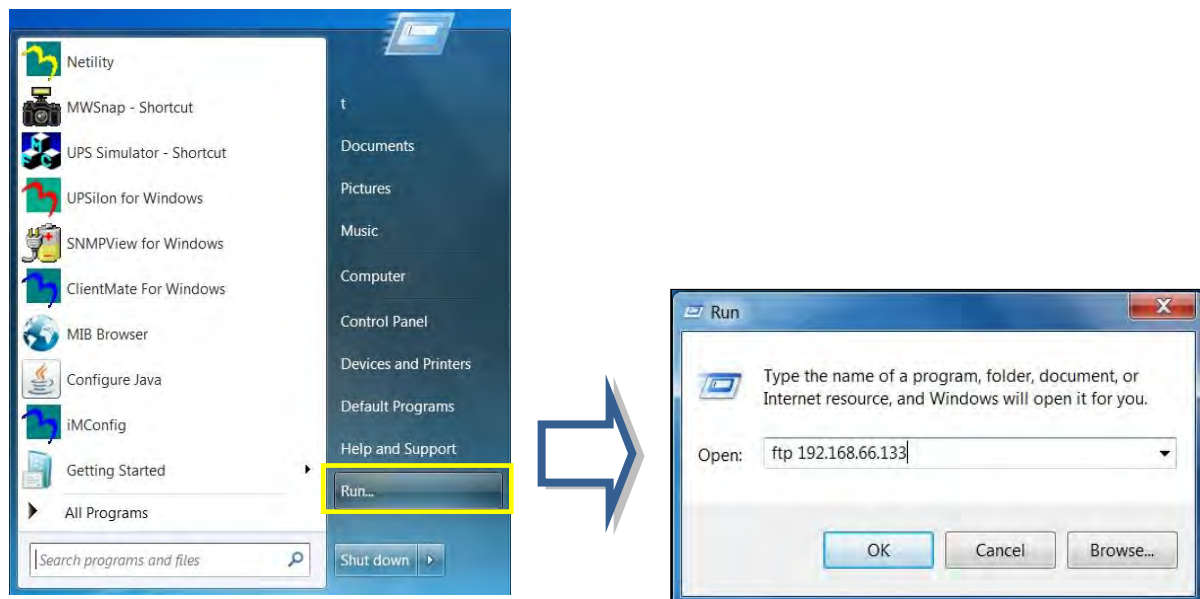 Netility
MWSnap - Shortcut
UPS Simulator - Shortcut
UPSilon for Windows
SNMPView for Windows
ClientMate For Windows
MIB Browser
Configure Java
iMConfig
Getting Started
All Programs
Search programs and files
t
Documents
Pictures
Music
Computer
Control Panel
Devices and Printers
Default Programs
Help and Support
Run...
Shut down
Run
Type the name of a program, folder, document, or
Internet resource, and Windows will open it for you.
Open: ftp 192.168.66.133
OK Cancel Browse...